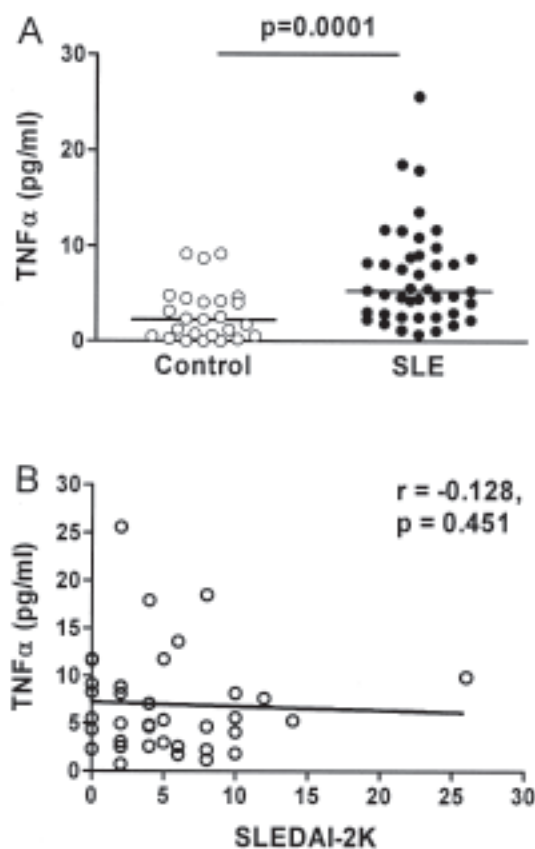 A
p=0.0001
30
20
10
0
TNFα (pg/ml)
Control SLE
B
r = -0.128,
p = 0.451
30
25
20
15
10
5
0
TNFα (pg/ml)
0 5 10 15 20 25 30
SLEDAI-2K